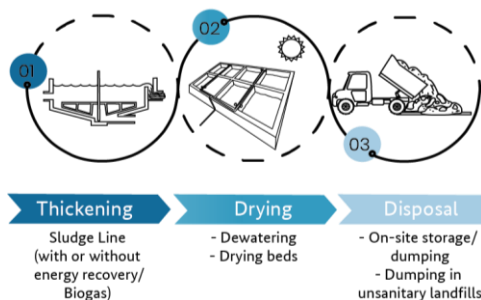 01
02
03
Thickening
Drying
Disposal
Sludge Line
(with or without
energy recovery/
Biogas)
- Dewatering
- Drying beds
- On-site storage/
dumping
- Dumping in
unsanitary landfills